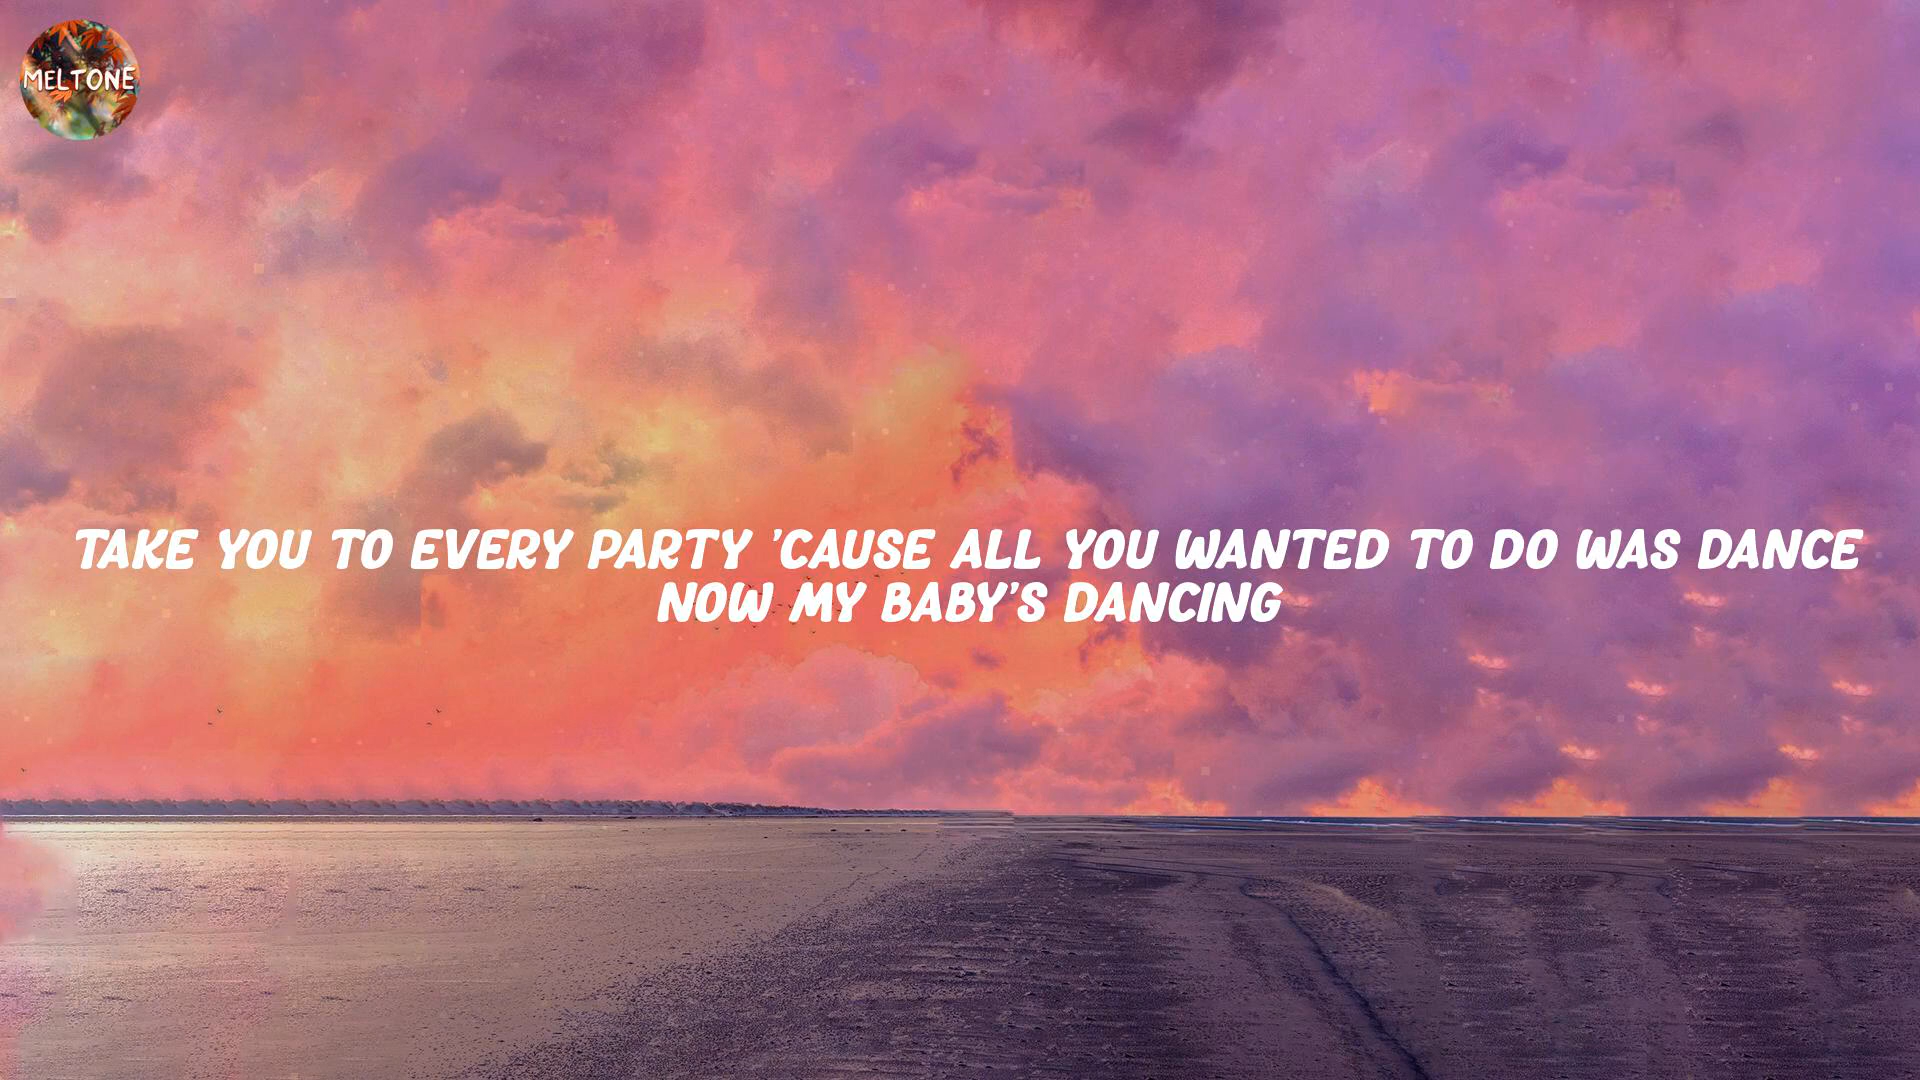 MELTONE
TAKE YOU TO EVERY PARTY 'CAUSE ALL YOU WANTED TO DO WAS DANCE
NOW MY BABY'S DANCING